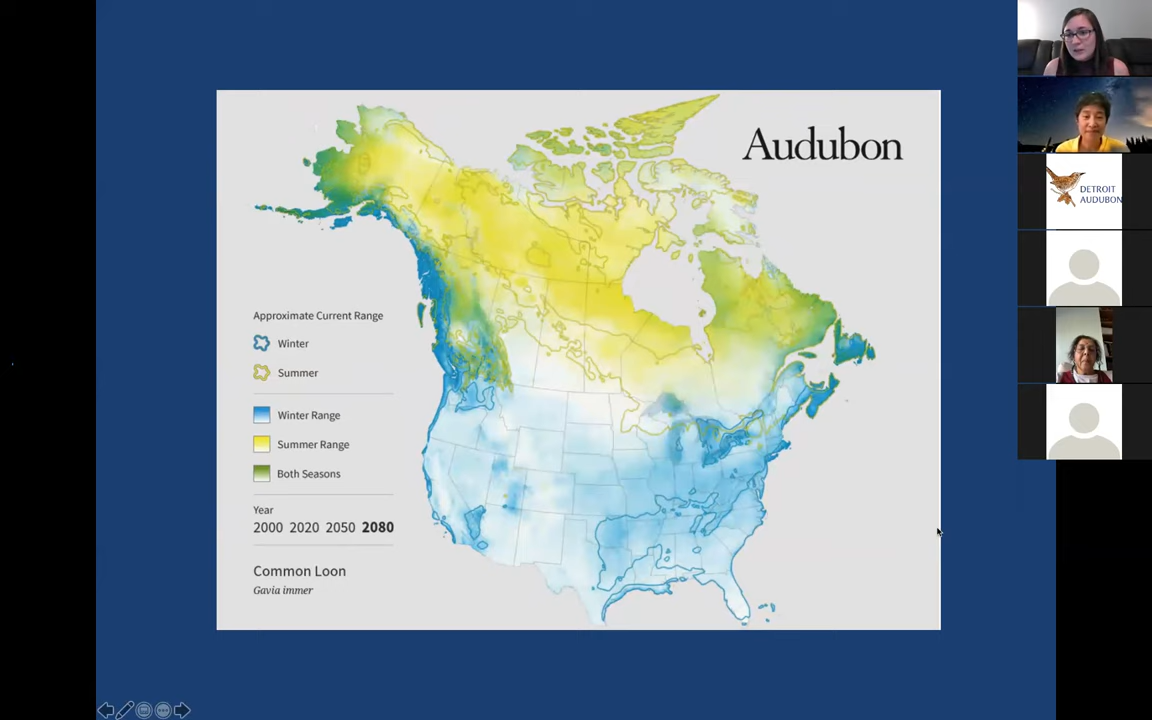 Audubon
Approximate Current Range
Winter
Summer
Winter Range
Summer Range
Both Seasons
Year
2000 2020 2050 2080
Common Loon
Gavia immer
DETROIT
AUDUBON